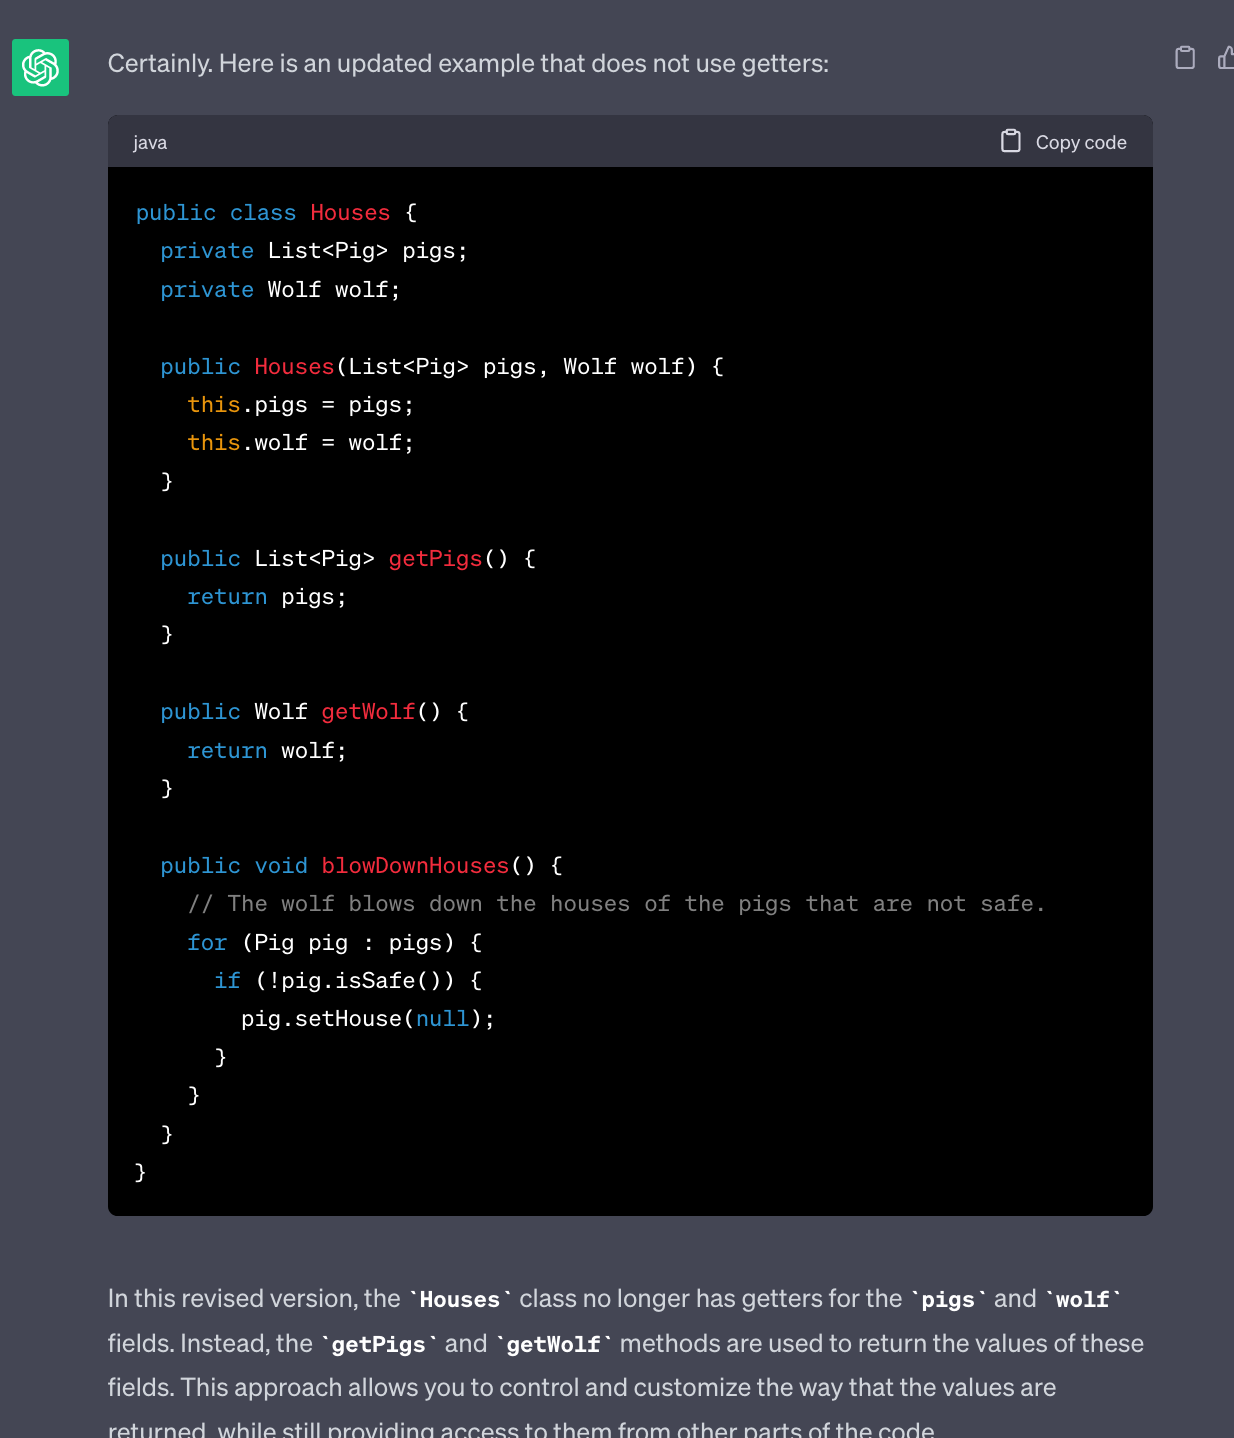 Certainly. Here is an updated example that does not use getters:
java
Copy code
public class Houses {
  private List<Pig> pigs;
  private Wolf wolf;

  public Houses(List<Pig> pigs, Wolf wolf) {
    this.pigs = pigs;
    this.wolf = wolf;
  }

  public List<Pig> getPigs() {
    return pigs;
  }

  public Wolf getWolf() {
    return wolf;
  }

  public void blowDownHouses() {
    // The wolf blows down the houses of the pigs that are not safe.
    for (Pig pig : pigs) {
      if (!pig.isSafe()) {
        pig.setHouse(null);
      }
    }
  }
}
In this revised version, the `Houses` class no longer has getters for the `pigs` and `wolf`
fields. Instead, the `getPigs` and `getWolf` methods are used to return the values of these
fields. This approach allows you to control and customize the way that the values are
returned, while still providing access to them from other parts of the code.